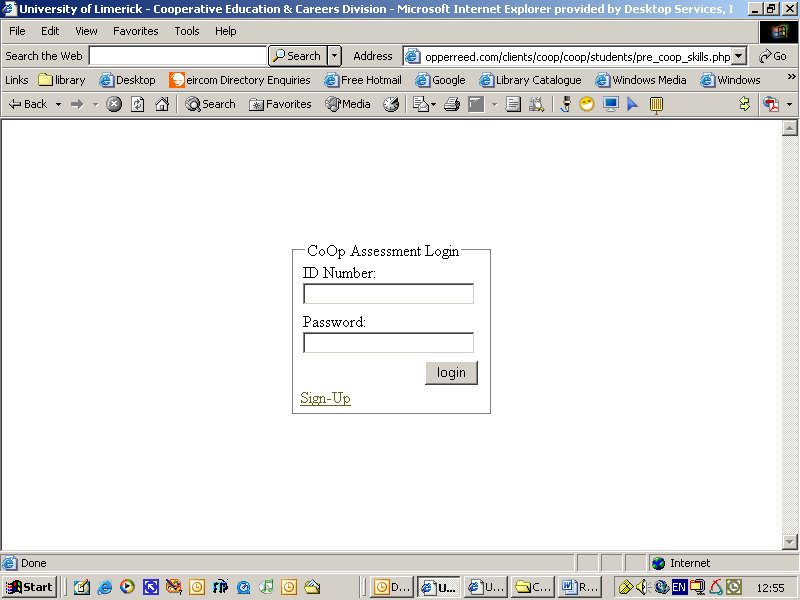 University of Limerick - Cooperative Education & Careers Division - Microsoft Internet Explorer provided by Desktop Services, I
File Edit View Favorites Tools Help
Search the Web Search Address opperreed.com/clients/coop/coop/students/pre_coop_skills.php Go
Links library Desktop eircom Directory Enquiries Free Hotmail Google Library Catalogue Windows Media Windows »
Back Search Favorites Media
CoOp Assessment Login
ID Number:
Password:
login
Sign-Up
Done Internet
Start D... U... U... C... R... EN 12:55